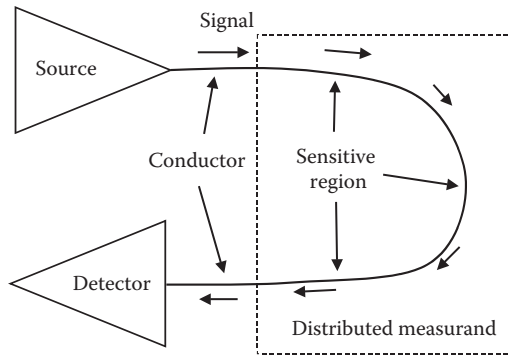 Signal
Source
Conductor
Sensitive
region
Detector
Distributed measurand